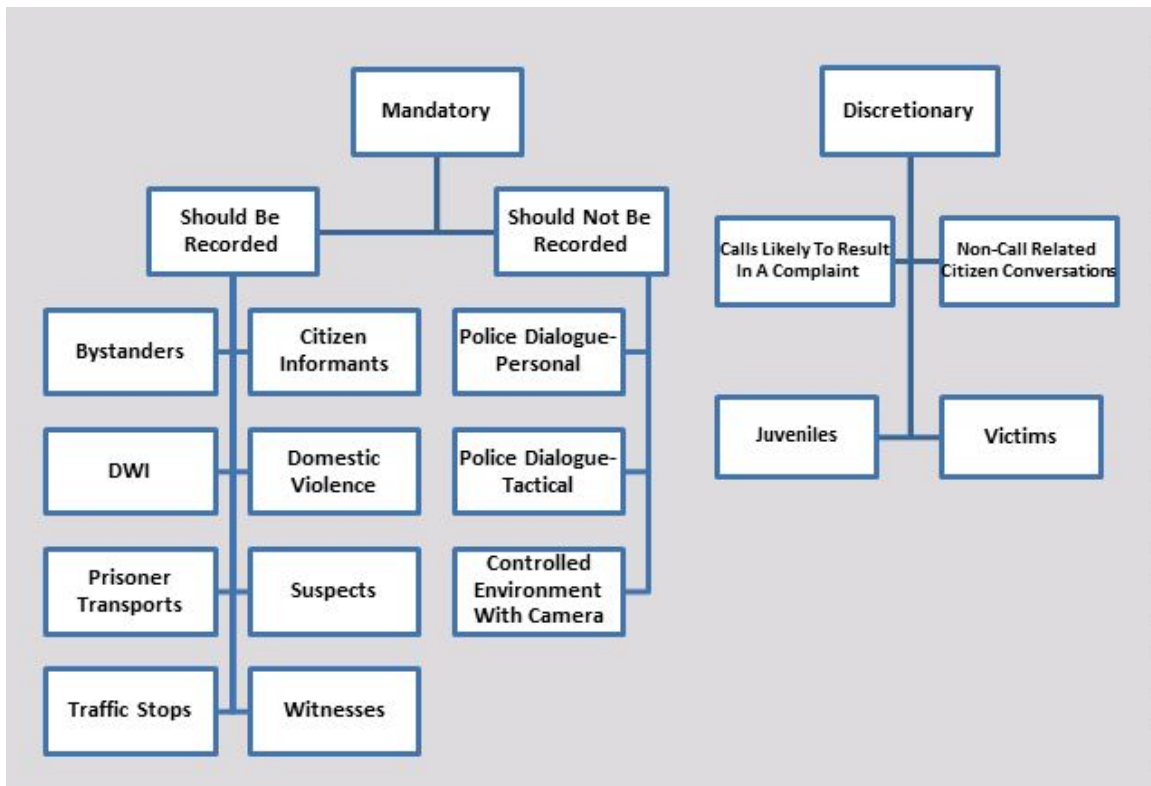 Mandatory
Discretionary
Should Be
Recorded
Should Not Be
Recorded
Calls Likely To Result
In A Complaint
Non-Call Related
Citizen Conversations
Bystanders
Citizen
Informants
Police Dialogue-
Personal
Juveniles
Victims
DWI
Domestic
Violence
Police Dialogue-
Tactical
Prisoner
Transports
Suspects
Controlled
Environment
With Camera
Traffic Stops
Witnesses